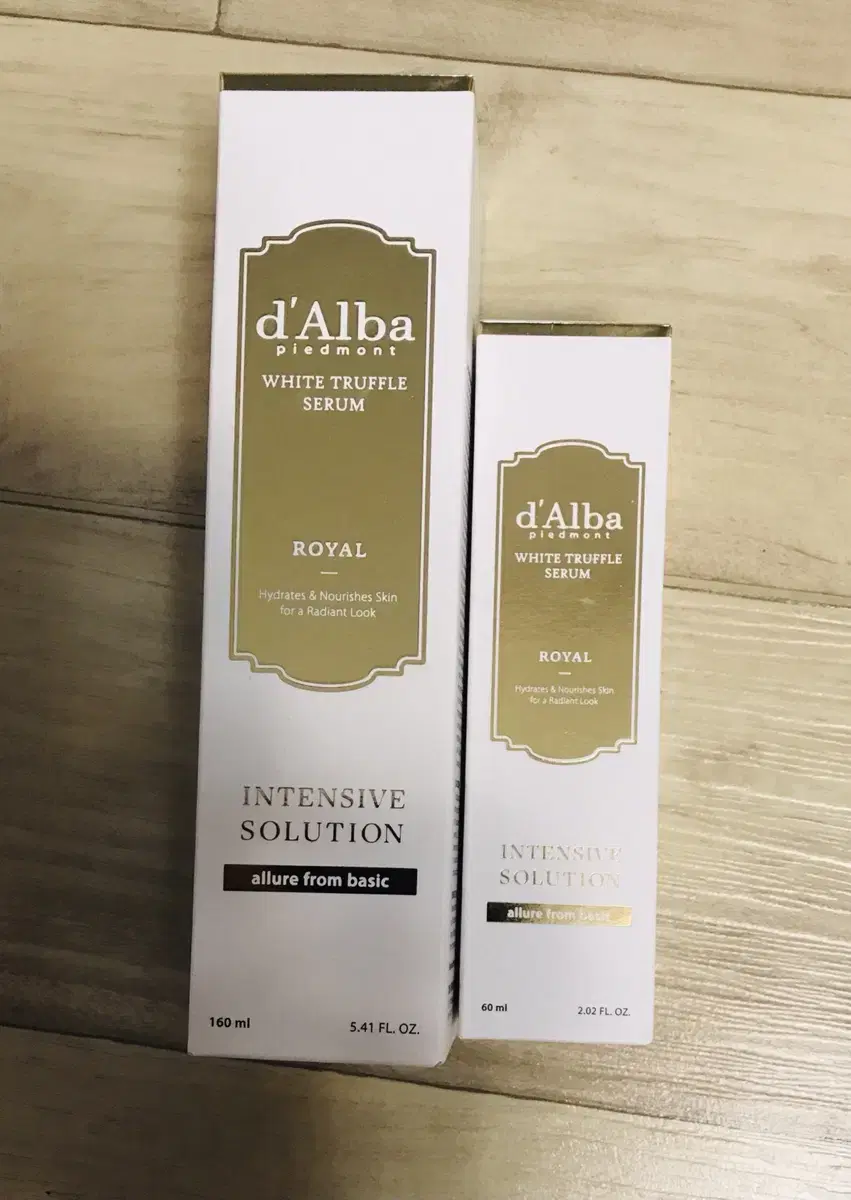 d'Alba
piedmont
WHITE TRUFFLE
SERUM
ROYAL
Hydrates & Nourishes Skin
for a Radiant Look
INTENSIVE
SOLUTION
allure from basic
160 ml
5.41 FL. OZ.
d'Alba
piedmont
WHITE TRUFFLE
SERUM
ROYAL
Hydrates & Nourishes Skin
for a Radiant Look
INTENSIVE
SOLUTION
allure from basic
60 ml
2.02 FL. OZ.